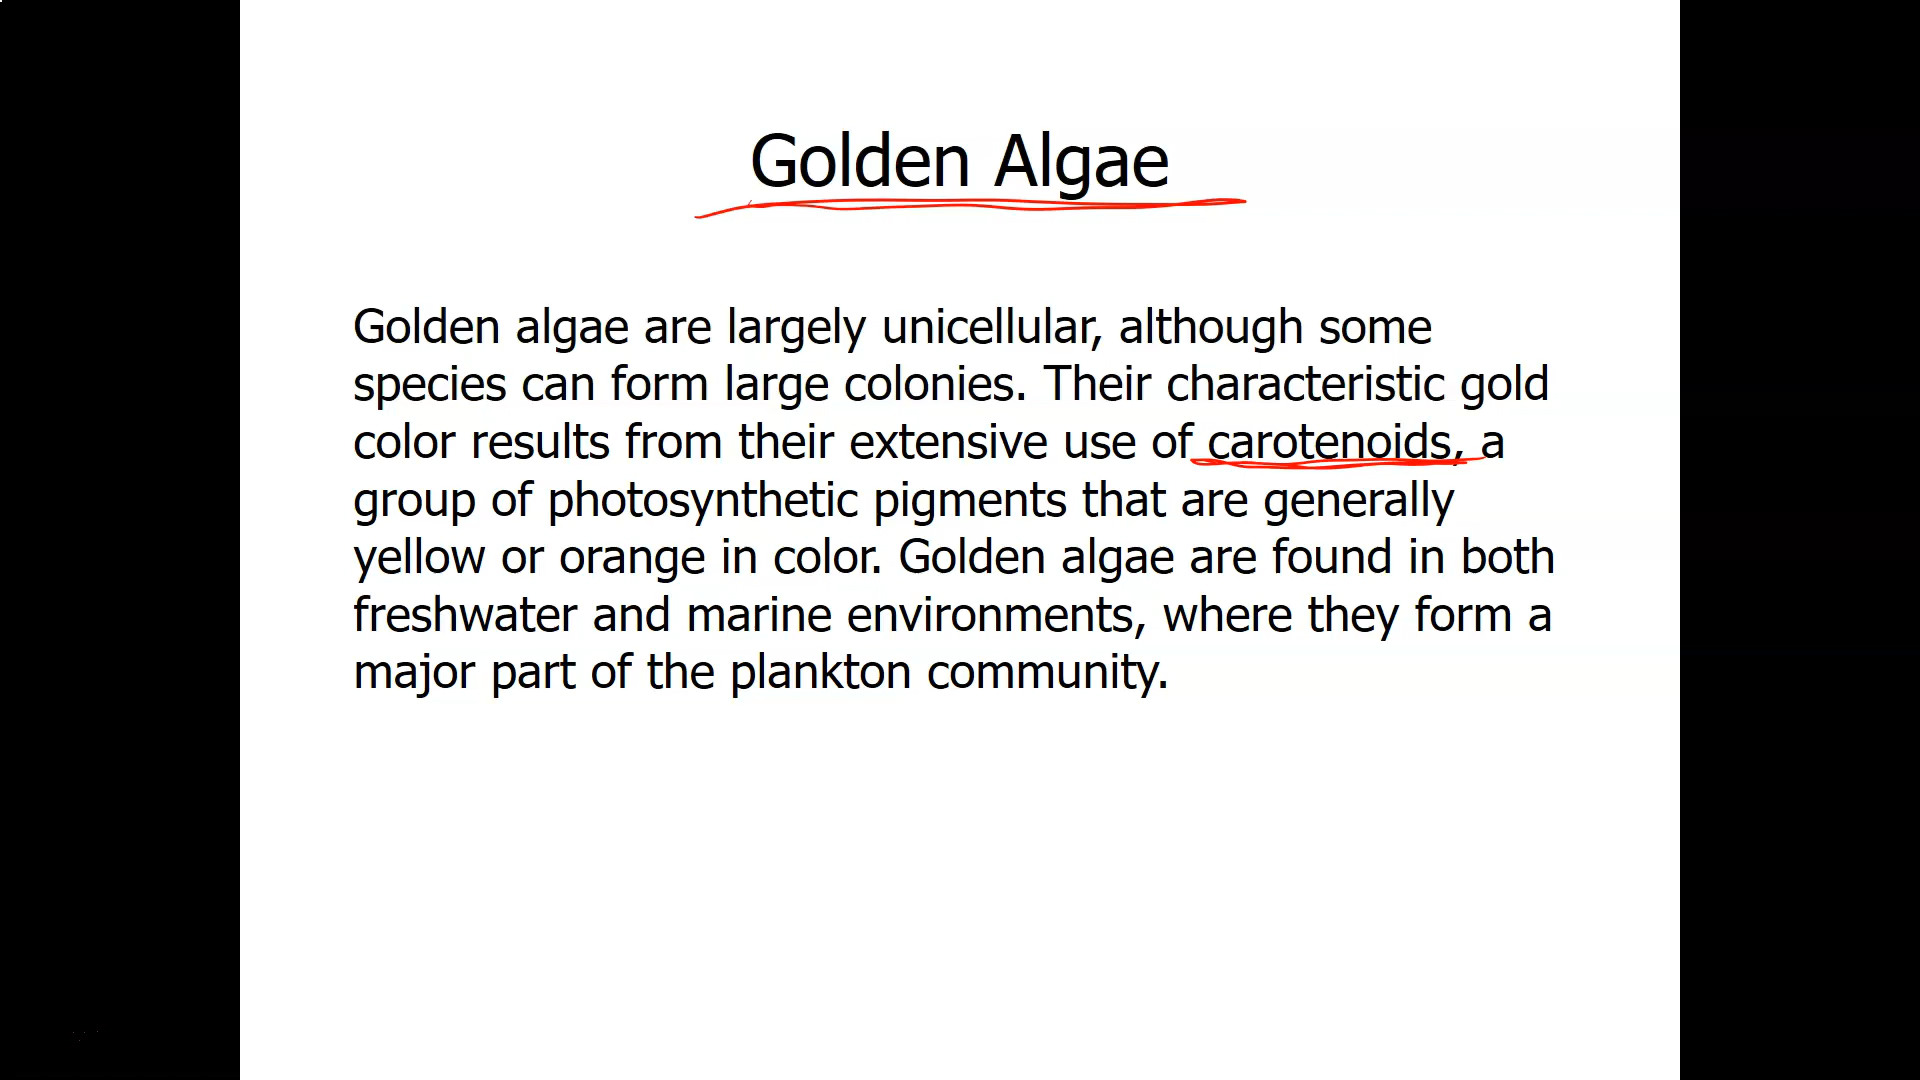 Golden Algae
Golden algae are largely unicellular, although some
species can form large colonies. Their characteristic gold
color results from their extensive use of carotenoids, a
group of photosynthetic pigments that are generally
yellow or orange in color. Golden algae are found in both
freshwater and marine environments, where they form a
major part of the plankton community.